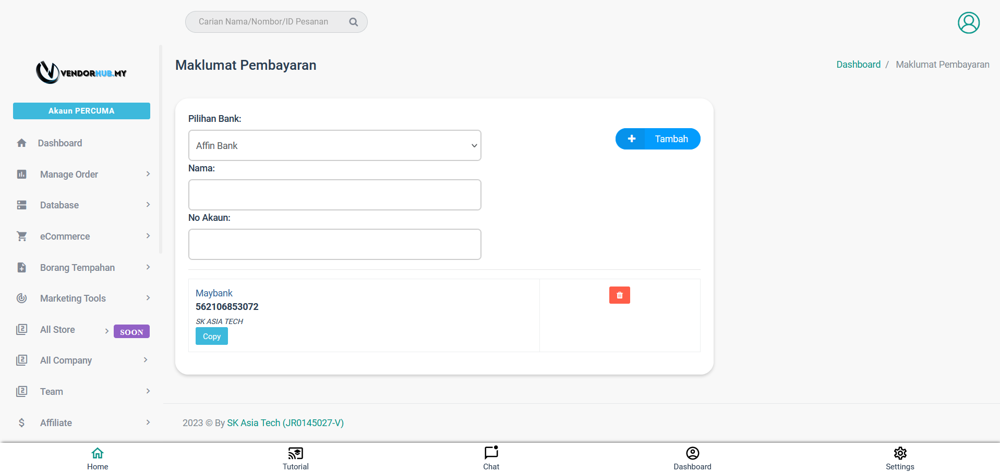 Carian Nama/Nombor/ID Pesanan
VENDORHUB.MY
Akaun PERCUMA
Dashboard
Manage Order
Database
eCommerce
Borang Tempahan
Marketing Tools
All Store
SOON
All Company
Team
Affiliate
Maklumat Pembayaran
Dashboard / Maklumat Pembayaran
Pilihan Bank:
Affin Bank
Tambah
Nama:
No Akaun:
Maybank
562106853072
SK ASIA TECH
Copy
2023 © By SK Asia Tech (JR0145027-V)
Home
Tutorial
Chat
Dashboard
Settings